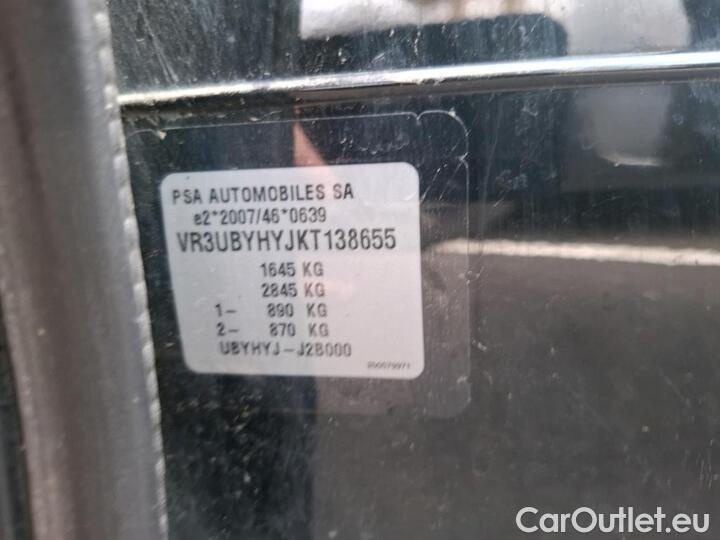 PSA AUTOMOBILES SA
e2*2007/46*0639
VR3UBYHYJKT138655
1645 KG
2845 KG
1- 890 KG
2- 870 KG
UBYHYJ-J2B000
CarOutlet.eu